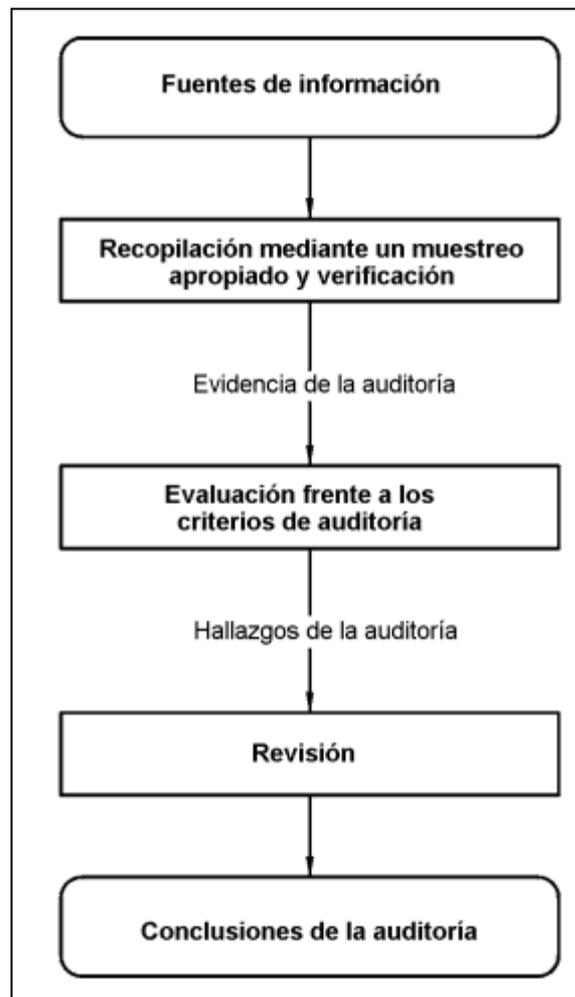 Fuentes de información
Recopilación mediante un muestreo
apropiado y verificación
Evidencia de la auditoría
Evaluación frente a los
criterios de auditoría
Hallazgos de la auditoría
Revisión
Conclusiones de la auditoría